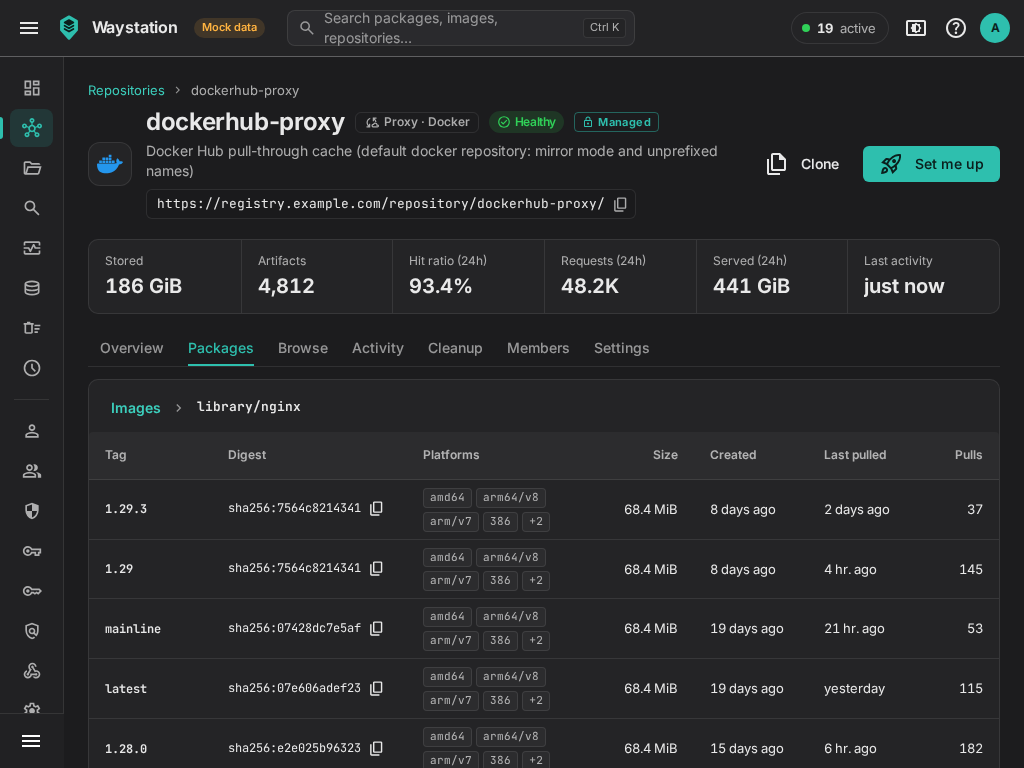 Waystation
Mock data
Search packages, images, repositories...
Ctrl K
19 active
A
Repositories > dockerhub-proxy
dockerhub-proxy
Proxy · Docker
Healthy
Managed
Docker Hub pull-through cache (default docker repository: mirror mode and unprefixed
names)
https://registry.example.com/repository/dockerhub-proxy/
Clone
Set me up
Stored
186 GiB
Artifacts
4,812
Hit ratio (24h)
93.4%
Requests (24h)
48.2K
Served (24h)
441 GiB
Last activity
just now
Overview Packages Browse Activity Cleanup Members Settings
Images > library/nginx
Tag Digest Platforms Size Created Last pulled Pulls
1.29.3 sha256:7564c8214341 amd64 arm64/v8 68.4 MiB 8 days ago 2 days ago 37
arm/v7 386 +2
1.29 sha256:7564c8214341 amd64 arm64/v8 68.4 MiB 8 days ago 4 hr. ago 145
arm/v7 386 +2
mainline sha256:07428dc7e5af amd64 arm64/v8 68.4 MiB 19 days ago 21 hr. ago 53
arm/v7 386 +2
latest sha256:07e606adef23 amd64 arm64/v8 68.4 MiB 19 days ago yesterday 115
arm/v7 386 +2
1.28.0 sha256:e2e025b96323 amd64 arm64/v8 68.4 MiB 15 days ago 6 hr. ago 182
arm/v7 386 +2